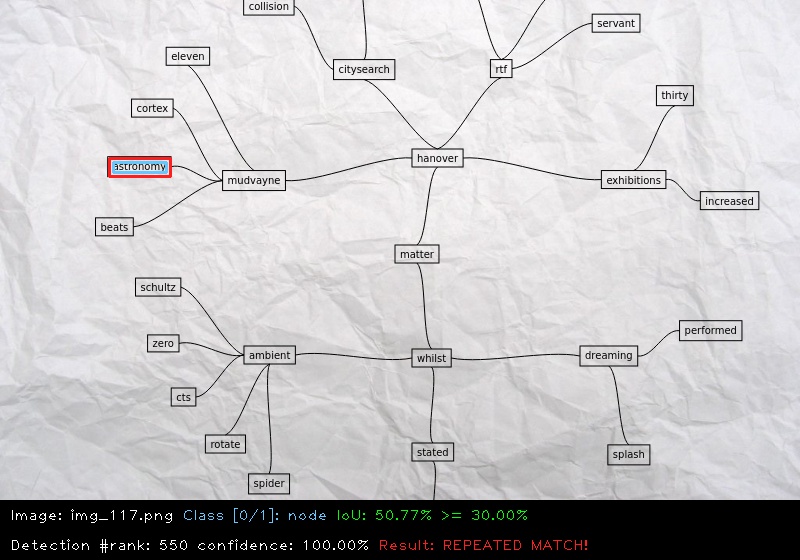 collision
servant
eleven
citysearch
rtf
thirty
cortex
hanover
astronomy
mudvayne
exhibitions
increased
beats
matter
schultz
performed
zero
ambient
whilst
dreaming
cts
rotate
stated
splash
spider
Image: img_117.png Class [0/1]: node IoU: 50.77% >= 30.00%
Detection #rank: 550 confidence: 100.00% Result: REPEATED MATCH!